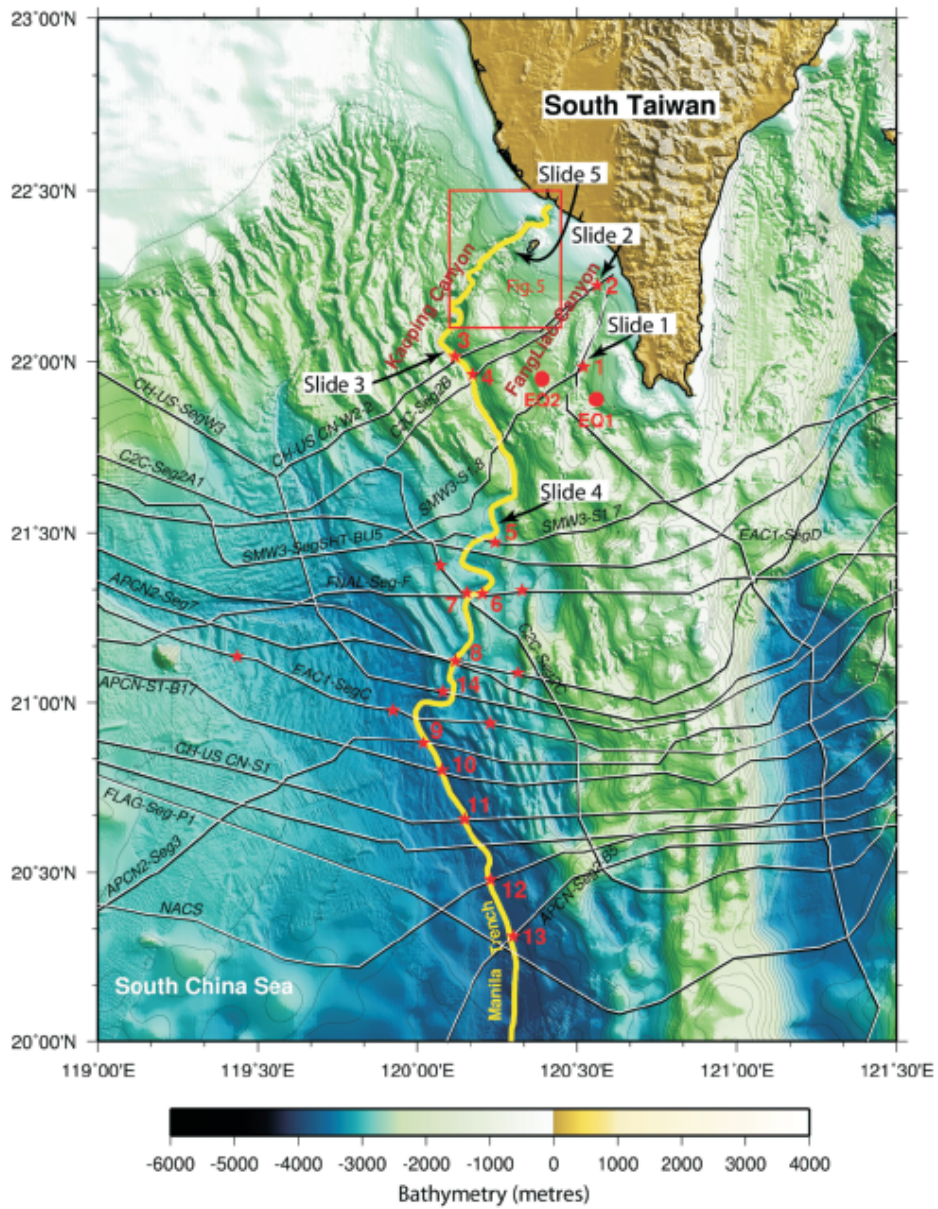 23°00'N
South Taiwan
Slide 5
22°30'N
Slide 2
Kaoping Canyon
Fig.5
FangLiao Canyon
2
Slide 1
3
22°00'N
Slide 3
4
1
EQ2
EQ1
CH-US-SegW3
CH-US CN-W2-2
C2C-Seg2B
C2C-Seg2A1
SMW3-S1.8
Slide 4
SMW3-S1.7
21°30'N
5
EAC1-SegD
SMW3-SegSHT-BU5
APCN2-Seg7
FNAL-Seg-F
7
6
8
EAC1-SegC
14
21°00'N
APCN-S1-B17
9
CH-US CN-S1
10
FLAG-Seg-P1
11
APCN2-Seg3
20°30'N
12
NACS
13
Manila Trench
South China Sea
20°00'N
119°00'E
119°30'E
120°00'E
120°30'E
121°00'E
121°30'E
-6000
-5000
-4000
-3000
-2000
-1000
0
1000
2000
3000
4000
Bathymetry (metres)